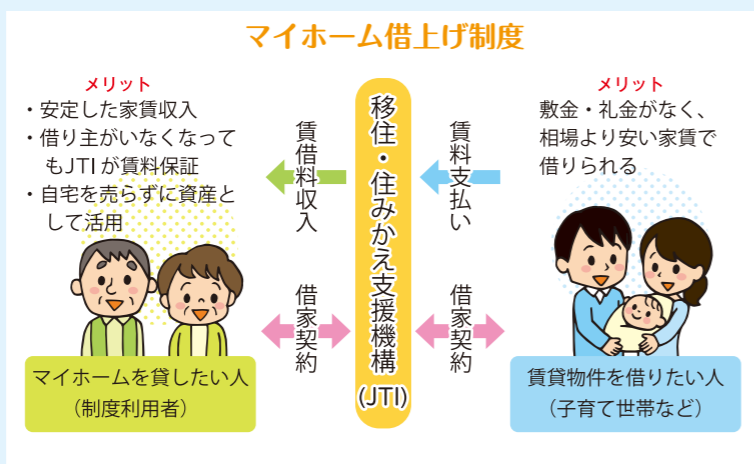 マイホーム借上げ制度
メリット
・安定した家賃収入
・借り主がいなくなって
もJTIが賃料保証
・自宅を売らずに資産と
して活用
マイホームを貸したい人
（制度利用者）
賃借料収入
借家契約
移住・住みかえ支援機構
(JTI)
賃料支払い
借家契約
メリット
敷金・礼金がなく、
相場より安い家賃で
借りられる
賃貸物件を借りたい人
（子育て世帯など）